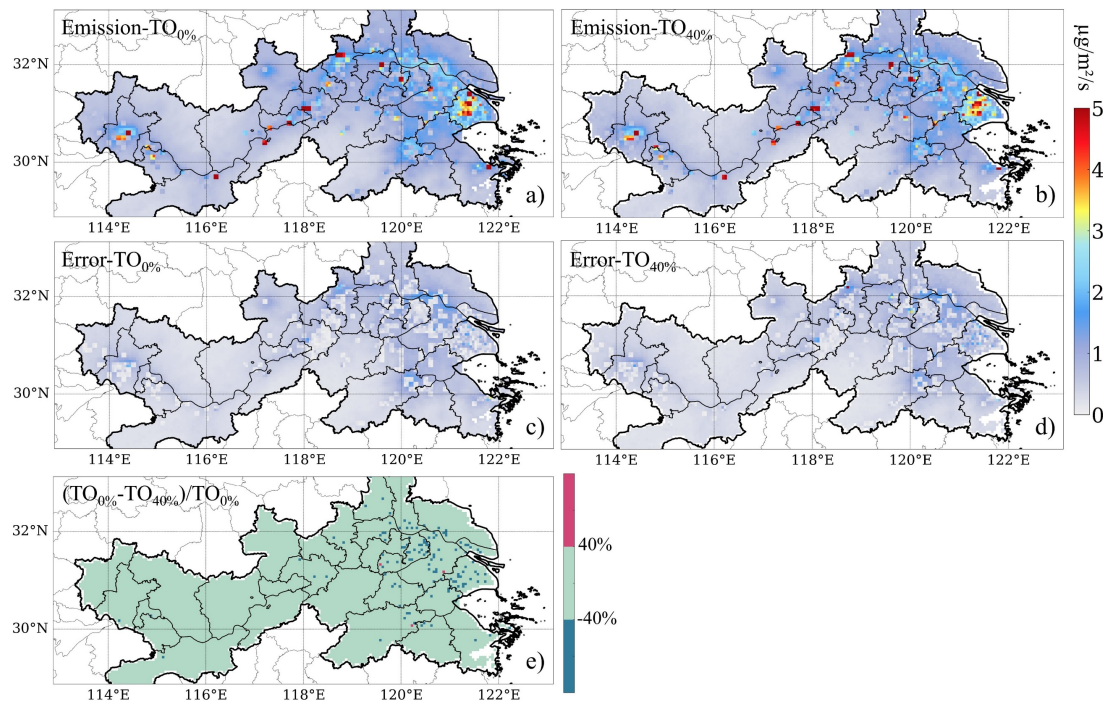 Emission-TO0%
a)
32°N
30°N
114°E 116°E 118°E 120°E 122°E
Emission-TO40%
b)
114°E 116°E 118°E 120°E 122°E
μg/m²/s
5
4
3
2
1
0
Error-TO0%
c)
32°N
30°N
114°E 116°E 118°E 120°E 122°E
Error-TO40%
d)
114°E 116°E 118°E 120°E 122°E
(TO0%-TO40%)/TO0%
e)
32°N
30°N
114°E 116°E 118°E 120°E 122°E
40%
-40%